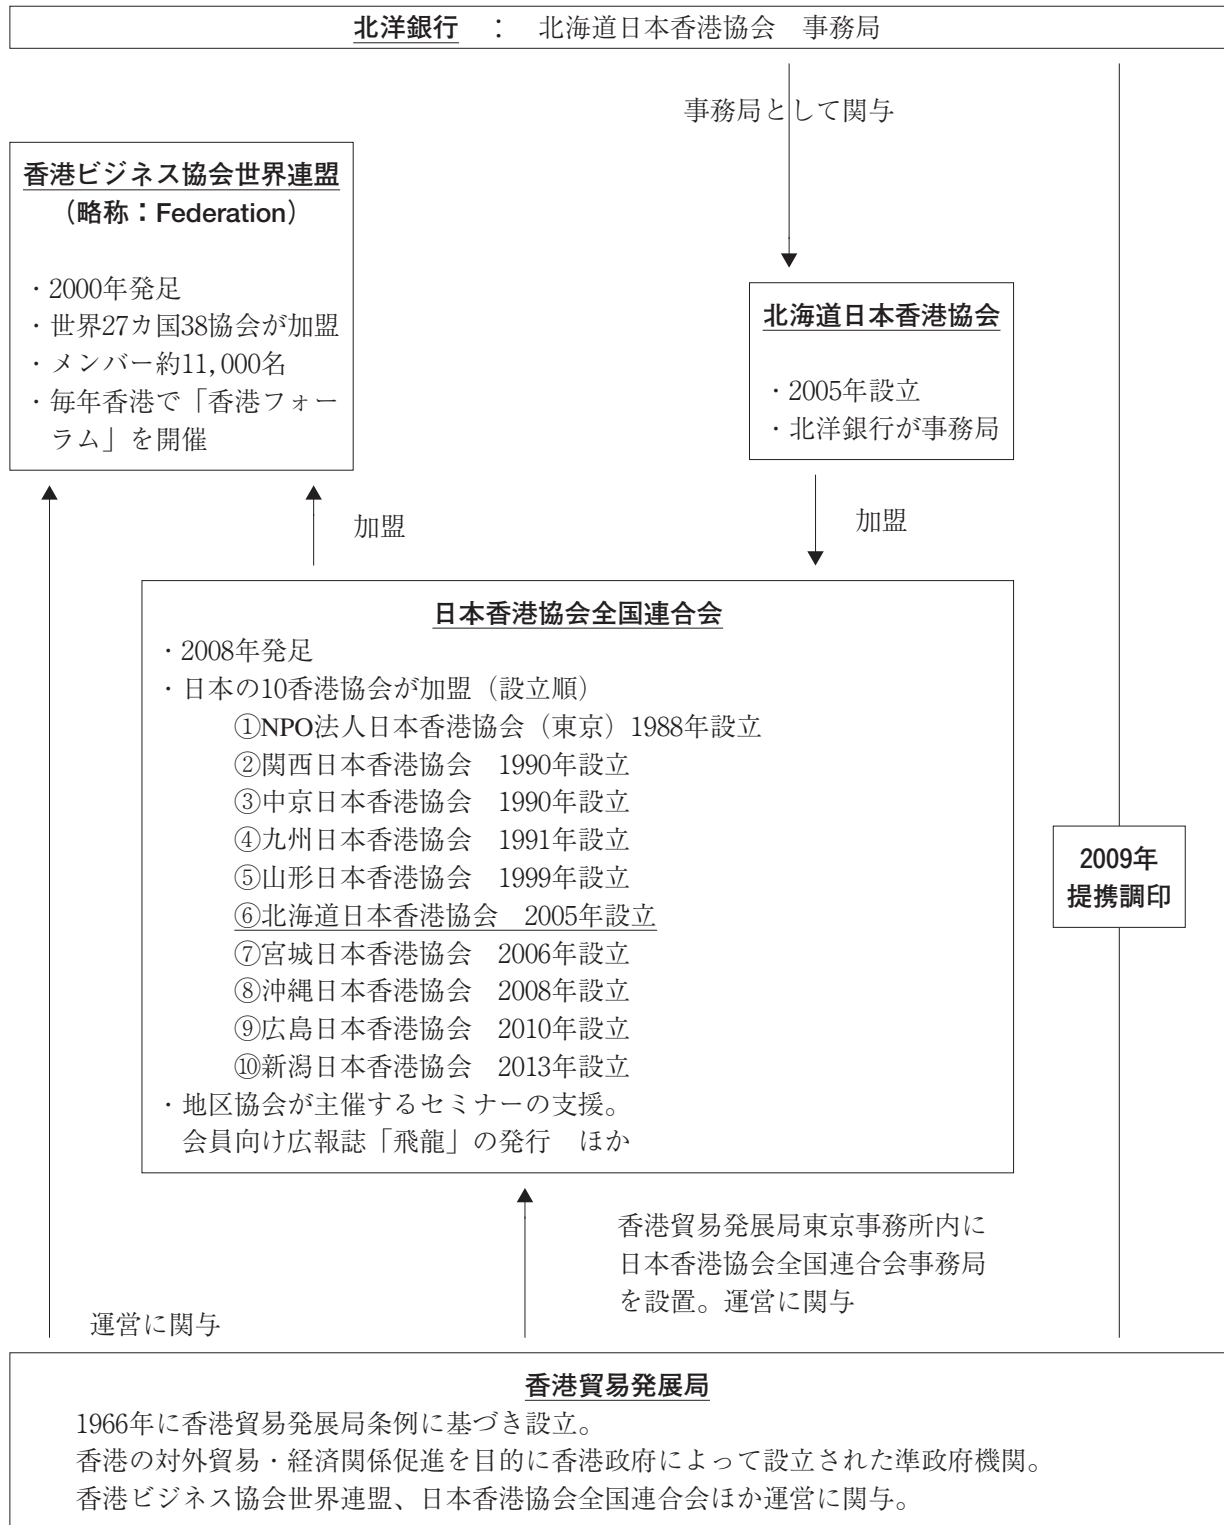 北洋銀行　：　北海道日本香港協会　事務局
事務局として関与
香港ビジネス協会世界連盟
（略称：Federation）
・2000年発足
・世界27カ国38協会が加盟
・メンバー約11,000名
・毎年香港で「香港フォー
ラム」を開催
北海道日本香港協会
・2005年設立
・北洋銀行が事務局
加盟
加盟
日本香港協会全国連合会
・2008年発足
・日本の10香港協会が加盟（設立順）
①NPO法人日本香港協会（東京）1988年設立
②関西日本香港協会　1990年設立
③中京日本香港協会　1990年設立
④九州日本香港協会　1991年設立
⑤山形日本香港協会　1999年設立
⑥北海道日本香港協会　2005年設立
⑦宮城日本香港協会　2006年設立
⑧沖縄日本香港協会　2008年設立
⑨広島日本香港協会　2010年設立
⑩新潟日本香港協会　2013年設立
・地区協会が主催するセミナーの支援。
会員向け広報誌「飛龍」の発行　ほか
2009年
提携調印
香港貿易発展局東京事務所内に
日本香港協会全国連合会事務局
を設置。運営に関与
運営に関与
香港貿易発展局
1966年に香港貿易発展局条例に基づき設立。
香港の対外貿易・経済関係促進を目的に香港政府によって設立された準政府機関。
香港ビジネス協会世界連盟、日本香港協会全国連合会ほか運営に関与。